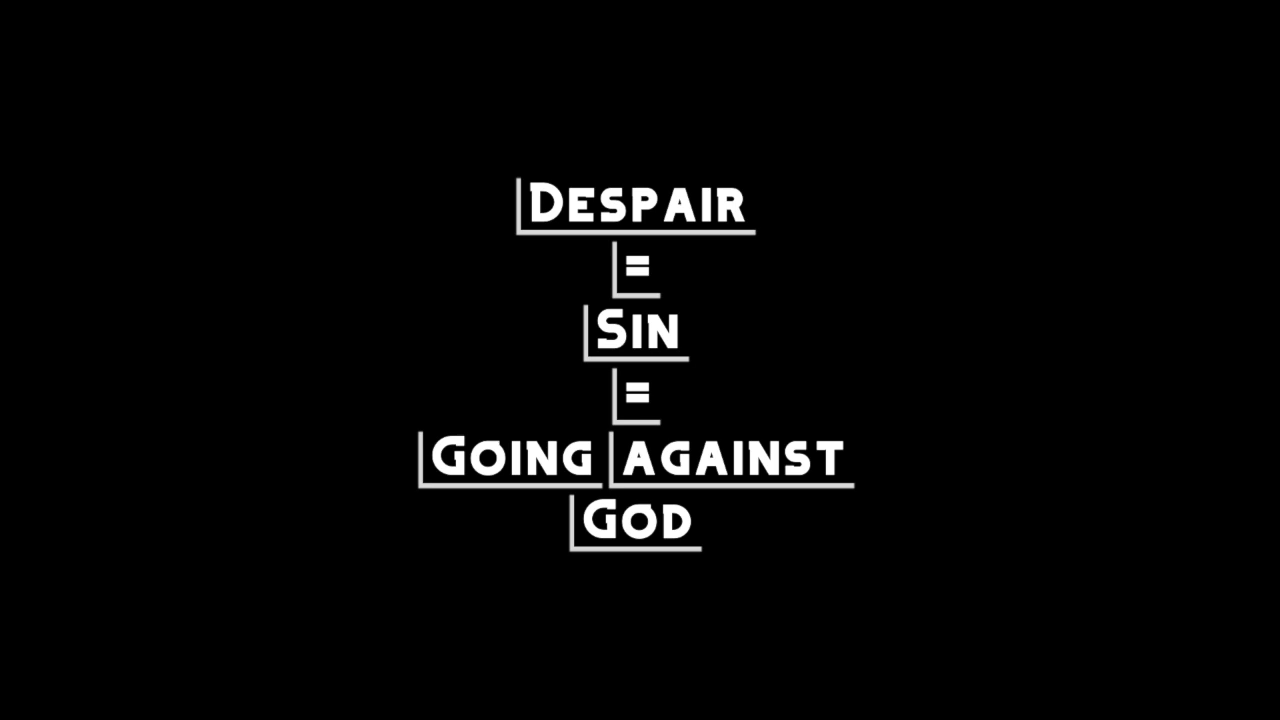 Despair
=
Sin
=
Going against
God